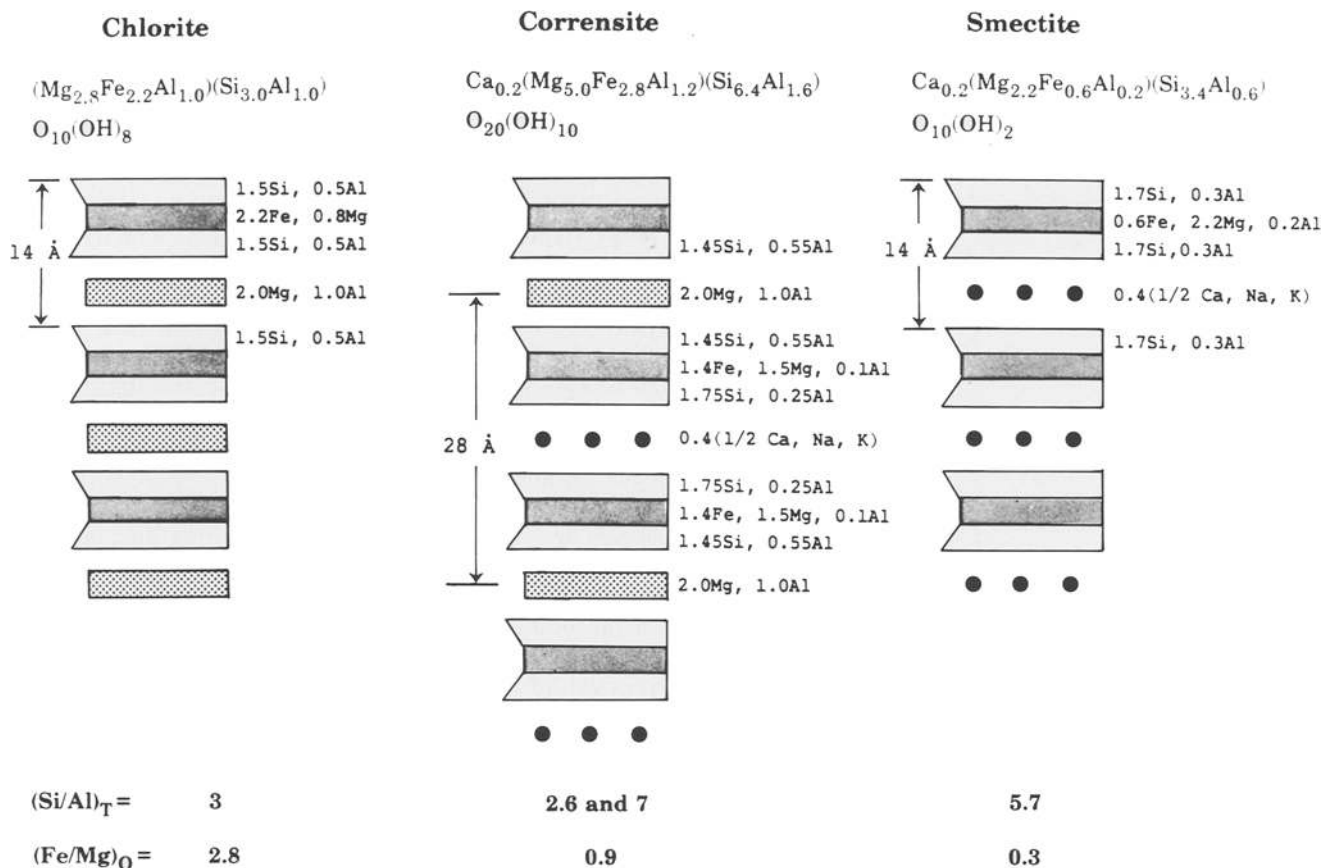 Chlorite
Corrensite
Smectite
(Mg2.8Fe2.2Al1.0)(Si3.0Al1.0)
O10(OH)8
Ca0.2(Mg5.0Fe2.8Al1.2)(Si6.4Al1.6)
O20(OH)10
Ca0.2(Mg2.2Fe0.6Al0.2)(Si3.4Al0.6)
O10(OH)2
14 Å
1.5Si, 0.5Al
2.2Fe, 0.8Mg
1.5Si, 0.5Al
2.0Mg, 1.0Al
1.5Si, 0.5Al
28 Å
1.45Si, 0.55Al
2.0Mg, 1.0Al
1.45Si, 0.55Al
1.4Fe, 1.5Mg, 0.1Al
1.75Si, 0.25Al
0.4(1/2 Ca, Na, K)
1.75Si, 0.25Al
1.4Fe, 1.5Mg, 0.1Al
1.45Si, 0.55Al
2.0Mg, 1.0Al
14 Å
1.7Si, 0.3Al
0.6Fe, 2.2Mg, 0.2Al
1.7Si,0.3Al
0.4(1/2 Ca, Na, K)
1.7Si, 0.3Al
(Si/Al)T = 3 2.6 and 7 5.7
(Fe/Mg)O = 2.8 0.9 0.3